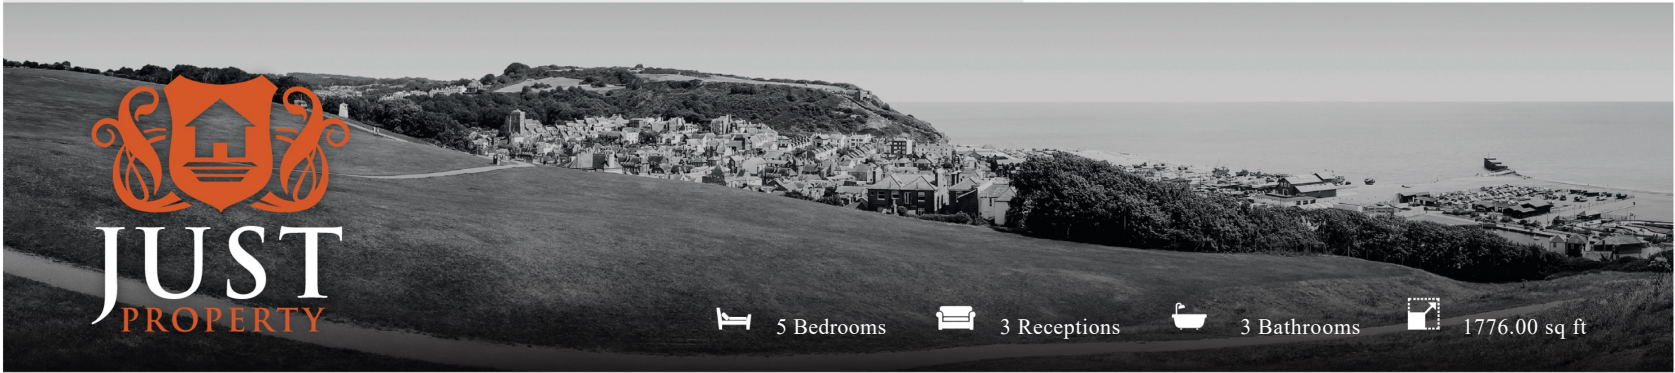 JUST
PROPERTY
5 Bedrooms
3 Receptions
3 Bathrooms
1776.00 sq ft